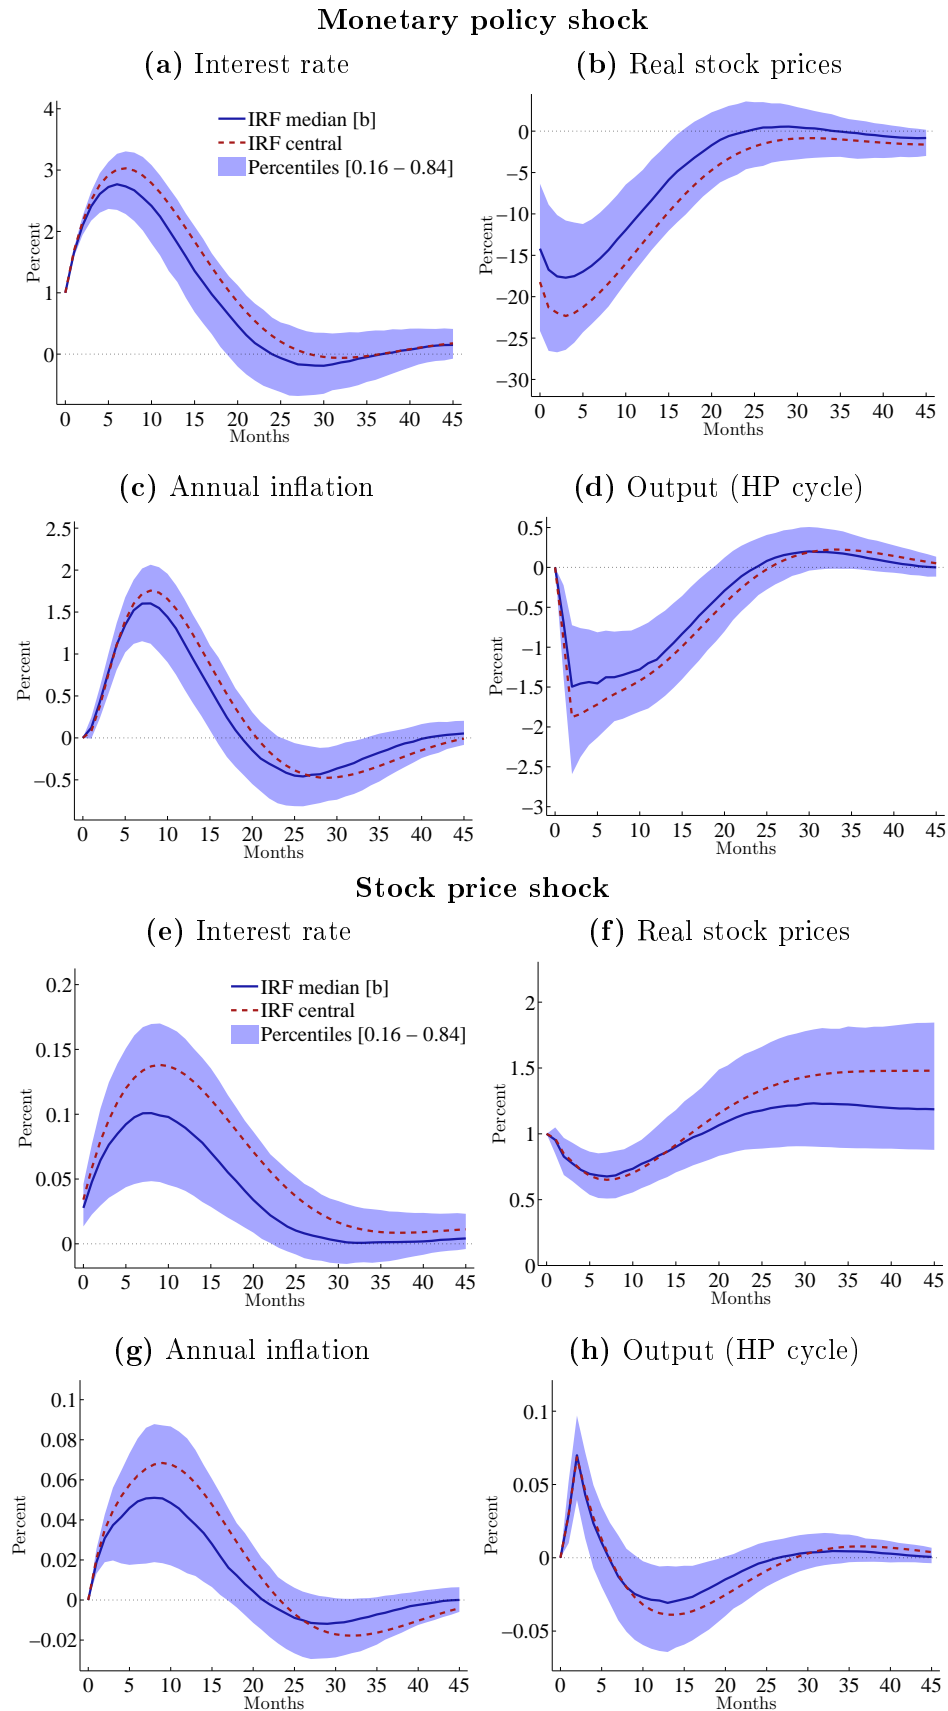 Monetary policy shock
(a) Interest rate
4
3
2
1
0
Percent
IRF median [b]
IRF central
Percentiles [0.16 – 0.84]
0 5 10 15 20 25 30 35 40 45
Months
(b) Real stock prices
0
−5
−10
−15
−20
−25
−30
Percent
0 5 10 15 20 25 30 35 40 45
Months
(c) Annual inflation
2.5
2
1.5
1
0.5
0
−0.5
Percent
0 5 10 15 20 25 30 35 40 45
Months
(d) Output (HP cycle)
0.5
0
−0.5
−1
−1.5
−2
−2.5
−3
Percent
0 5 10 15 20 25 30 35 40 45
Months
Stock price shock
(e) Interest rate
0.2
0.15
0.1
0.05
0
Percent
IRF median [b]
IRF central
Percentiles [0.16 – 0.84]
0 5 10 15 20 25 30 35 40 45
Months
(f) Real stock prices
2
1.5
1
0.5
0
Percent
0 5 10 15 20 25 30 35 40 45
Months
(g) Annual inflation
0.1
0.08
0.06
0.04
0.02
0
−0.02
Percent
0 5 10 15 20 25 30 35 40 45
Months
(h) Output (HP cycle)
0.1
0.05
0
−0.05
Percent
0 5 10 15 20 25 30 35 40 45
Months